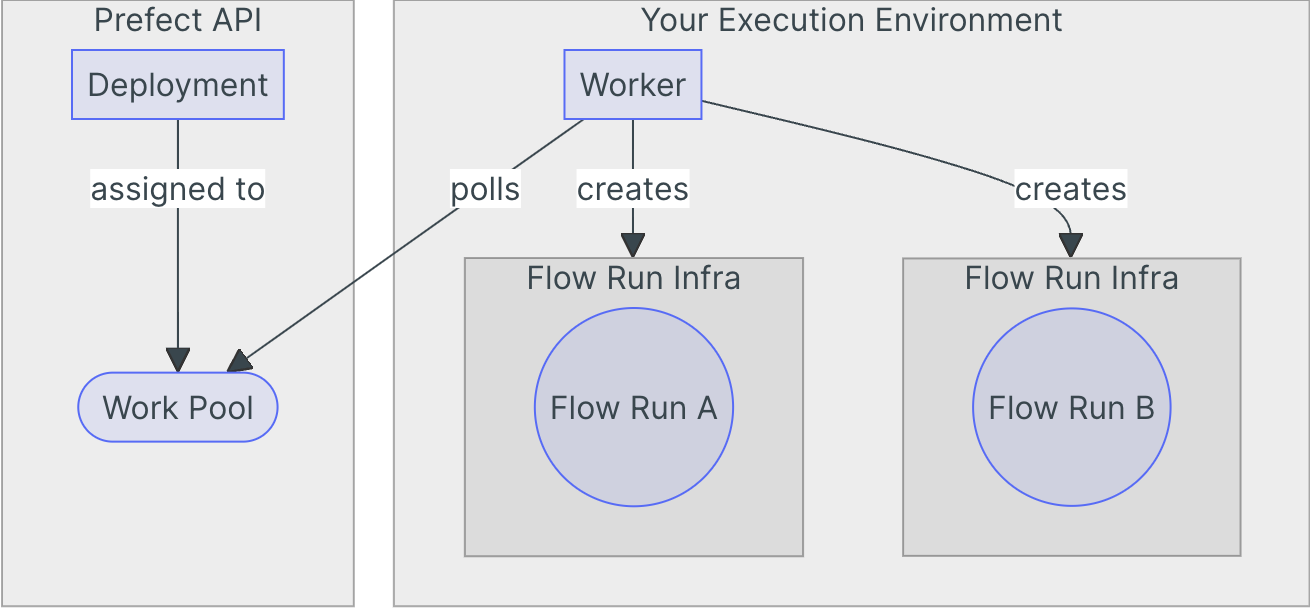 Prefect API
Deployment
assigned to
Work Pool
Your Execution Environment
Worker
polls
creates
creates
Flow Run Infra
Flow Run A
Flow Run Infra
Flow Run B